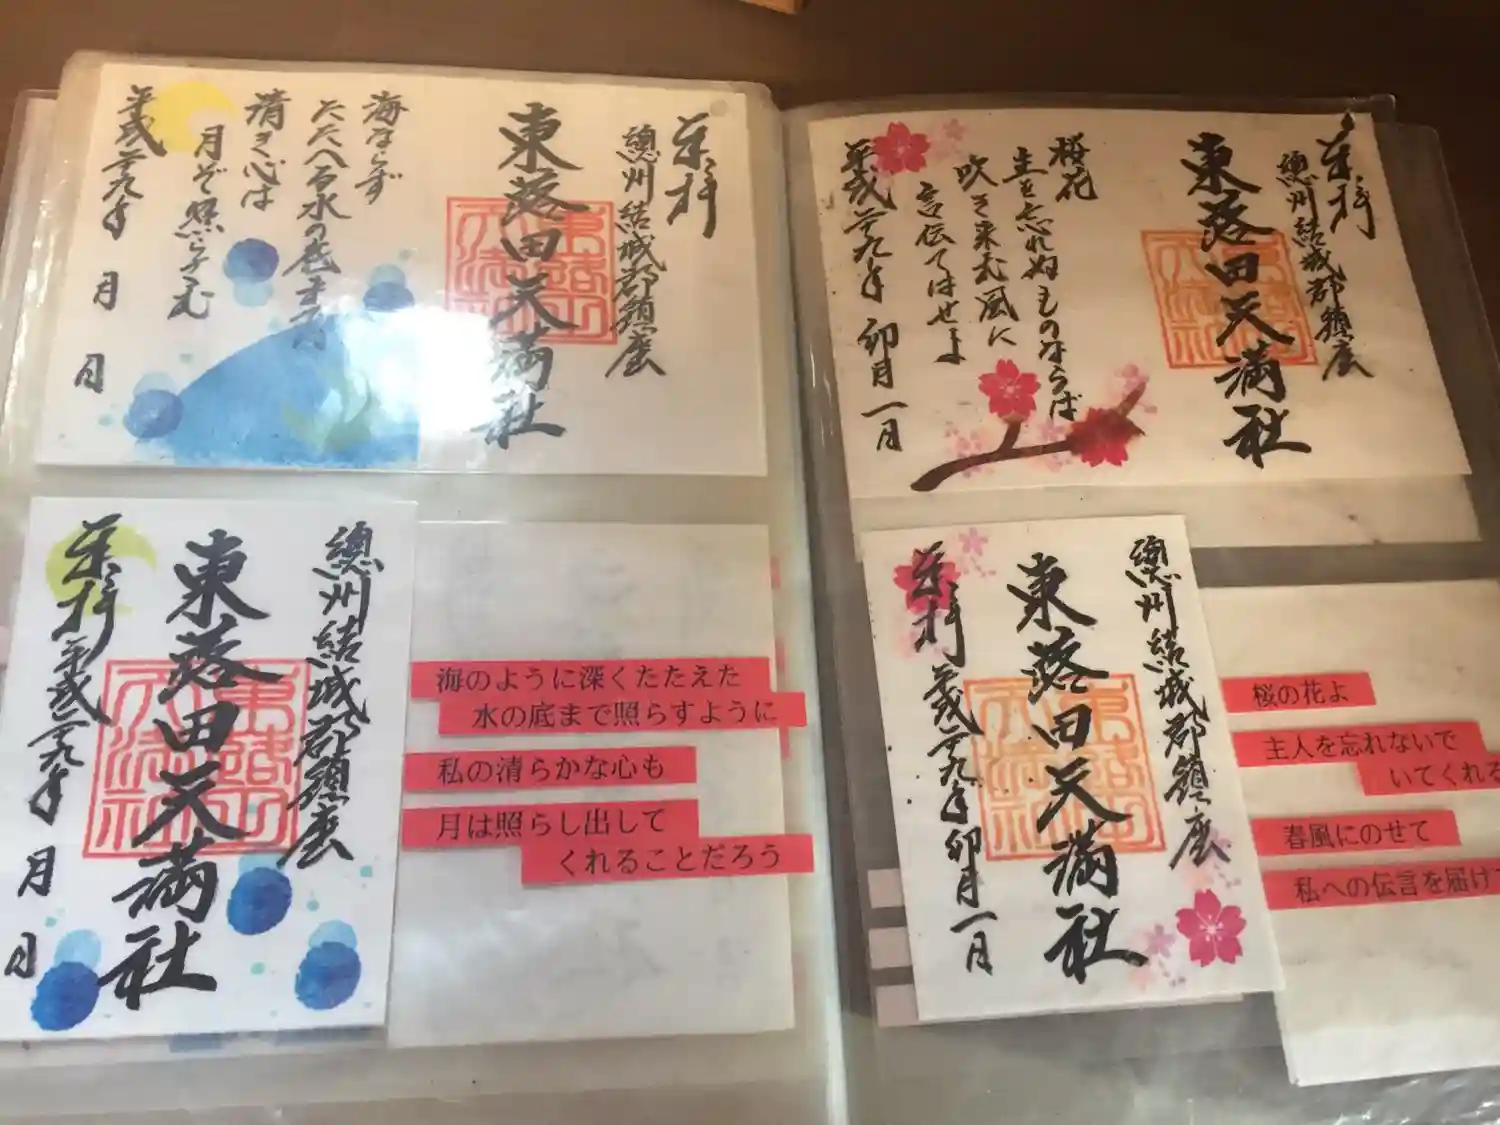 奉拝
總州結城郡鎮座
東蕗田天満社
海ならず
たたへる水の底まで
清き心は
月ぞ照らさむ
平成二十九年 月 日
奉拝
總州結城郡鎮座
東蕗田天満社
桜花
主を忘れぬものならば
吹き来む風に
言伝てはせよ
平成二十九年 卯月 一日
總州結城郡鎮座
東蕗田天満社
奉拝 平成二十九年 月 日
海のように深くたたえた
水の底まで照らすように
私の清らかな心も
月は照らし出して
くれることだろう
總州結城郡鎮座
東蕗田天満社
奉拝 平成二十九年 卯月 一日
桜の花よ
主人を忘れないで
いてくれる
春風にのせて
私への伝言を届け